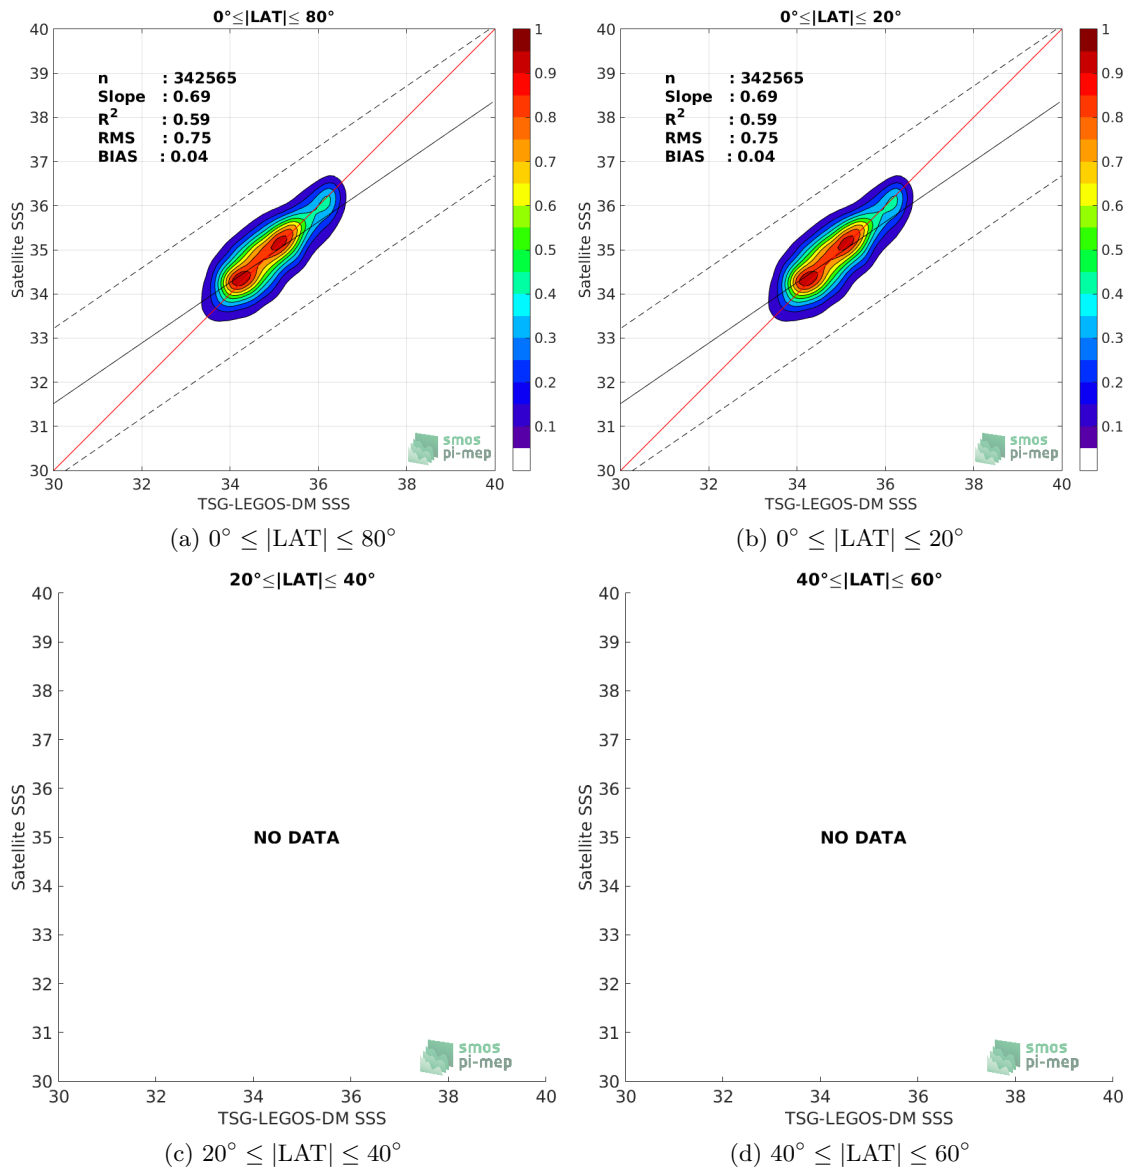 0°≤|LAT|≤ 80°
40
39
38
37
36
35
34
33
32
31
30
Satellite SSS
n : 342565
Slope : 0.69
R2 : 0.59
RMS : 0.75
BIAS : 0.04
1
0.9
0.8
0.7
0.6
0.5
0.4
0.3
0.2
0.1
smos
pi-mep
30 32 34 36 38 40
TSG-LEGOS-DM SSS
(a) 0° ≤ |LAT| ≤ 80°
0°≤|LAT|≤ 20°
40
39
38
37
36
35
34
33
32
31
30
Satellite SSS
n : 342565
Slope : 0.69
R2 : 0.59
RMS : 0.75
BIAS : 0.04
1
0.9
0.8
0.7
0.6
0.5
0.4
0.3
0.2
0.1
smos
pi-mep
30 32 34 36 38 40
TSG-LEGOS-DM SSS
(b) 0° ≤ |LAT| ≤ 20°
20°≤|LAT|≤ 40°
40
39
38
37
36
35
34
33
32
31
30
Satellite SSS
NO DATA
smos
pi-mep
30 32 34 36 38 40
TSG-LEGOS-DM SSS
(c) 20° ≤ |LAT| ≤ 40°
40°≤|LAT|≤ 60°
40
39
38
37
36
35
34
33
32
31
30
Satellite SSS
NO DATA
smos
pi-mep
30 32 34 36 38 40
TSG-LEGOS-DM SSS
(d) 40° ≤ |LAT| ≤ 60°